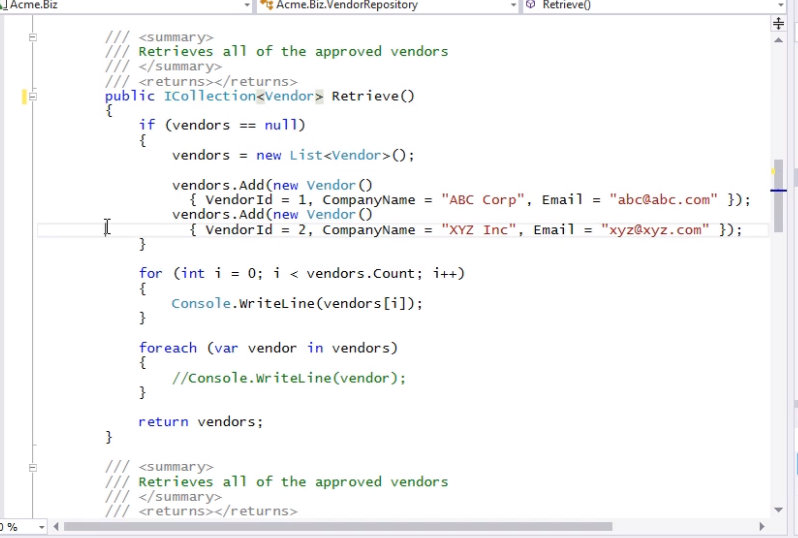 Acme.Biz Acme.Biz.VendorRepository Retrieve()
/// <summary>
/// Retrieves all of the approved vendors
/// </summary>
/// <returns></returns>
public ICollection<Vendor> Retrieve()
{
if (vendors == null)
{
vendors = new List<Vendor>();
vendors.Add(new Vendor()
{ VendorId = 1, CompanyName = "ABC Corp", Email = "abc@abc.com" });
vendors.Add(new Vendor()
{ VendorId = 2, CompanyName = "XYZ Inc", Email = "xyz@xyz.com" });
}
for (int i = 0; i < vendors.Count; i++)
{
Console.WriteLine(vendors[i]);
}
foreach (var vendor in vendors)
{
//Console.WriteLine(vendor);
}
return vendors;
}
/// <summary>
/// Retrieves all of the approved vendors
/// </summary>
/// <returns></returns>
0 %